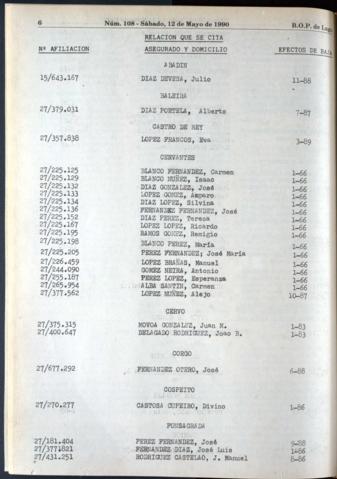 6 Núm. 108 - Sábado, 12 de Mayo de 1990 B.O.P. de Lugo
RELACION QUE SE CITA
Nº AFILIACION ASEGURADO Y DOMICILIO EFECTOS DE BAJA
ABADIN
15/643.167 DIAZ DEVESA, Julio 11-88
BALEIRA
27/379.031 DIAZ PORTELA, Alberto 7-87
CASTRO DE REY
27/357.838 LOPEZ FRANCOS, Eva 3-89
CERVANTES
27/225.125 BLANCO FERNANDEZ, Carmen 1-66
27/225.129 BLANCO NUÑEZ, Isaac 1-66
27/225.132 DIAZ GONZALEZ, José 1-66
27/225.133 LOPEZ GOMEZ, Amparo 1-66
27/225.134 DIAZ LOPEZ, Silvina 1-66
27/225.136 FERNANDEZ FERNANDEZ, José 1-66
27/225.152 DIAZ PEREZ, Teresa 1-66
27/225.167 LOPEZ LOPEZ, Ricardo 1-66
27/225.195 RAMOS GOMEZ, Remigio 1-66
27/225.198 BLANCO PEREZ, María 1-66
27/225.205 PEREZ FERNANDEZ, José María 1-66
27/226.459 LOPEZ BRAÑAS, Manuel 1-66
27/244.090 GOMEZ NEIRA, Antonio 1-66
27/255.187 PEREZ LOPEZ, Esperanza 1-66
27/265.954 ALBA SANTIN, Carmen 1-66
27/377.562 LOPEZ NUÑEZ, Alejo 10-87
CERVO
27/375.315 NOVOA GONZALEZ, Juan M. 1-83
27/400.647 DELAGADO RODRIGUEZ, Joao B. 1-83
COEGO
27/677.292 FERNANDEZ OTERO, José 6-88
COSPEITO
27/270.277 CASTOSA CUPEIRO, Divino 1-86
FONSAGRADA
27/181.404 PEREZ FERNANDEZ, José 9-88
27/377.821 FERNANDEZ DIAZ, José Luis 1-86
27/431.251 RODRIGUEZ CASTELAO, J. Manuel 8-86